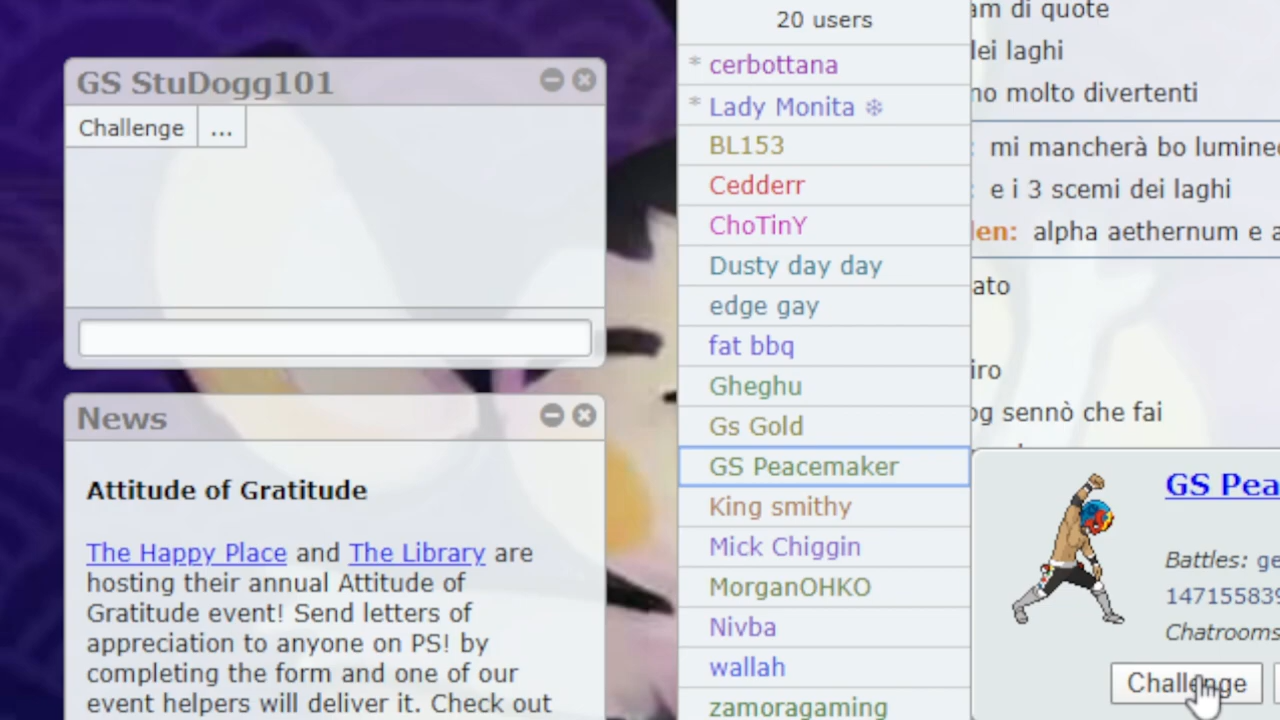 GS StuDogg101
Challenge
...
News
Attitude of Gratitude
The Happy Place and The Library are
hosting their annual Attitude of
Gratitude event! Send letters of
appreciation to anyone on PS! by
completing the form and one of our
event helpers will deliver it. Check out
20 users
* cerbottana
* Lady Monita ❄
BL153
Cedderr
ChoTinY
Dusty day day
edge gay
fat bbq
Gheghu
Gs Gold
GS Peacemaker
King smithy
Mick Chiggin
MorganOHKO
Nivba
wallah
zamoragaming
am di quote
dei laghi
no molto divertenti
: mi mancherà bo lumineo
: e i 3 scemi dei laghi
len: alpha aethernum e a
ato
iro
og sennò che fai
GS Pea
Battles: ge
147155839
Chatrooms
Challenge